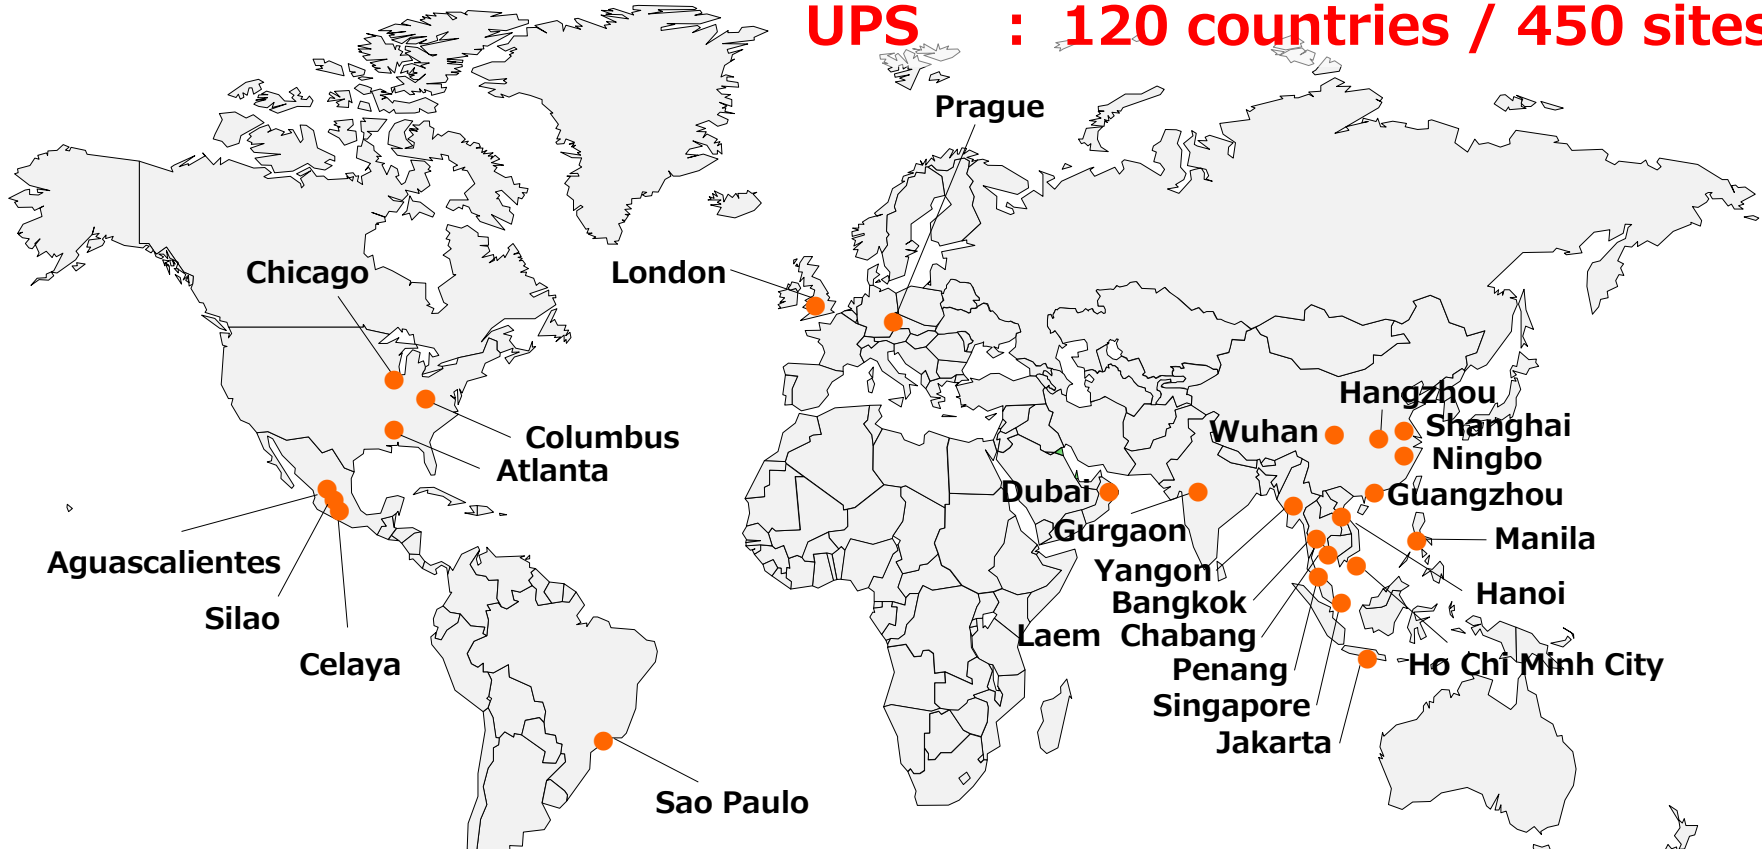 UPS : 120 countries / 450 sites
Prague
Chicago
London
Hangzhou
Wuhan
Shanghai
Columbus
Ningbo
Atlanta
Dubai
Guangzhou
Gurgaon
Manila
Aguascalientes
Yangon
Hanoi
Bangkok
Silao
Laem Chabang
Celaya
Penang
Ho Chi Minh City
Singapore
Jakarta
Sao Paulo